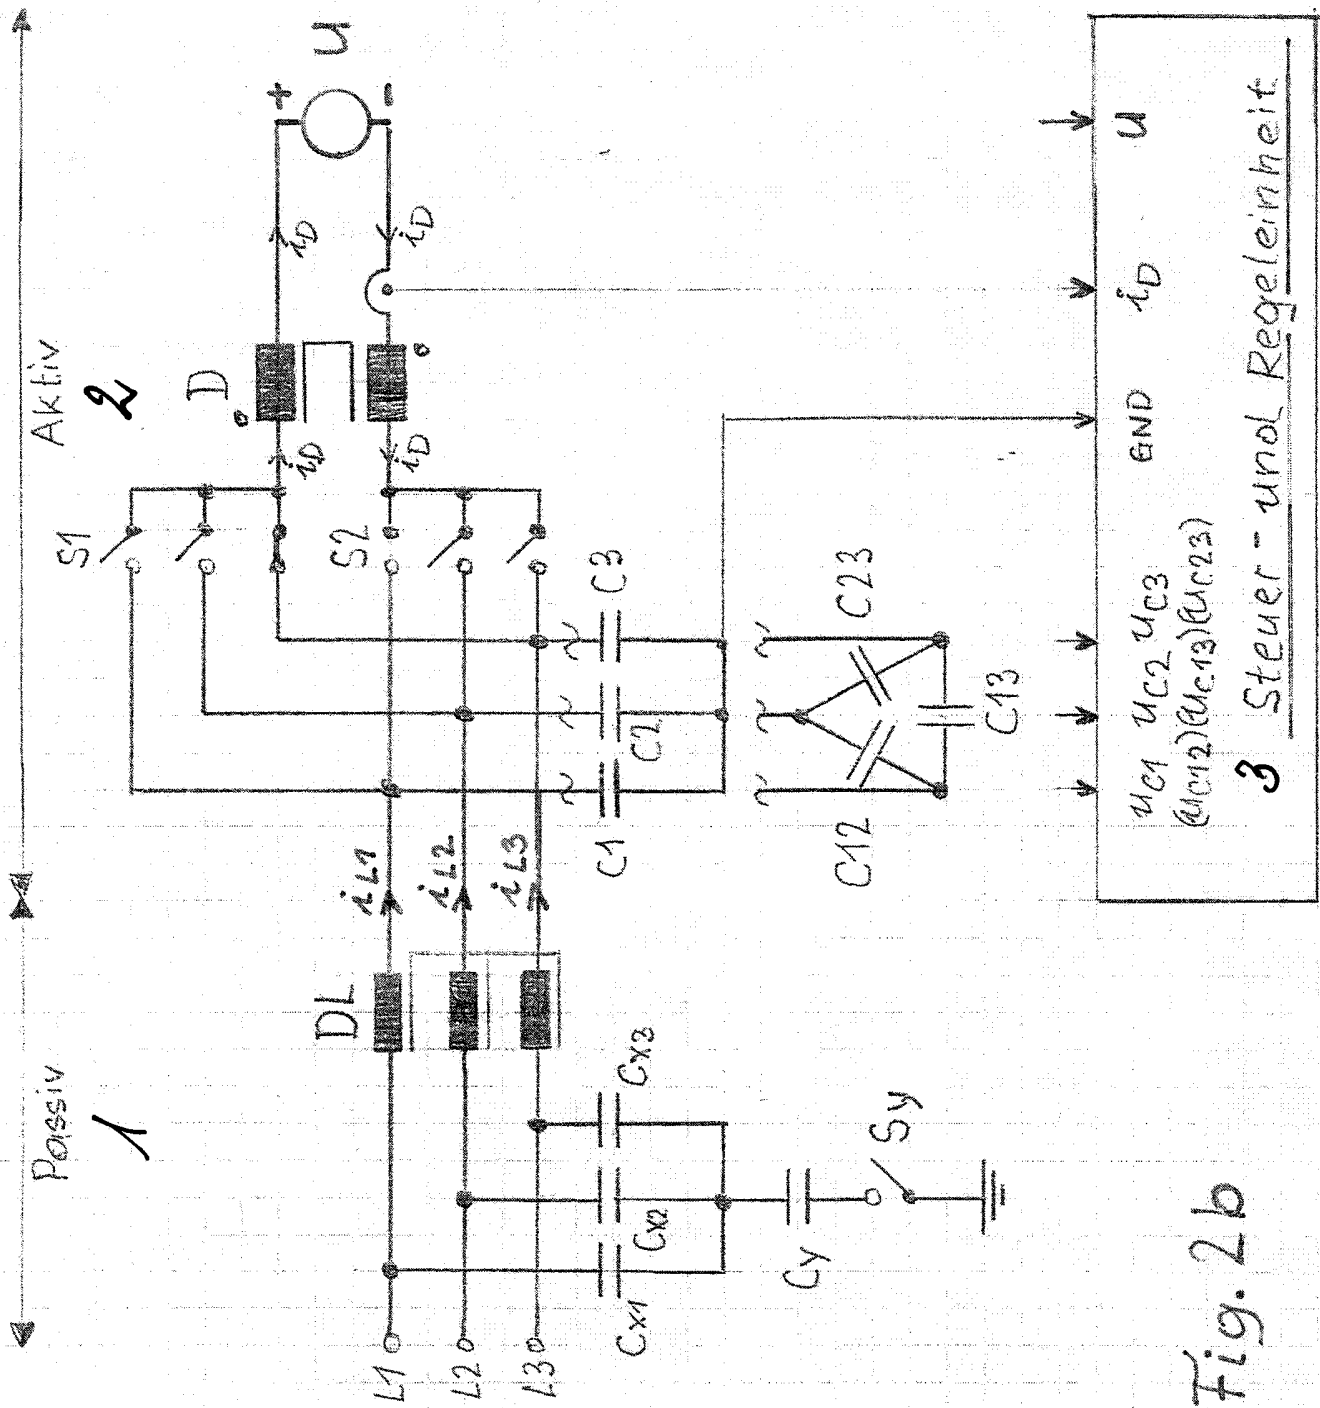 Passiv
1
Aktiv
2
L1
L2
L3
DL
iL1
iL2
iL3
Cx1
Cx2
Cx3
Cy
Sy
S1
S2
D
iD
iD
iD
iD
+
-
u
C1
C2
C3
C12
C23
C13
uC1 uC2 uC3
(uC12)(uC13)(uC23)
GND
iD
u
3 Steuer- und Regeleinheit
Fig. 2b